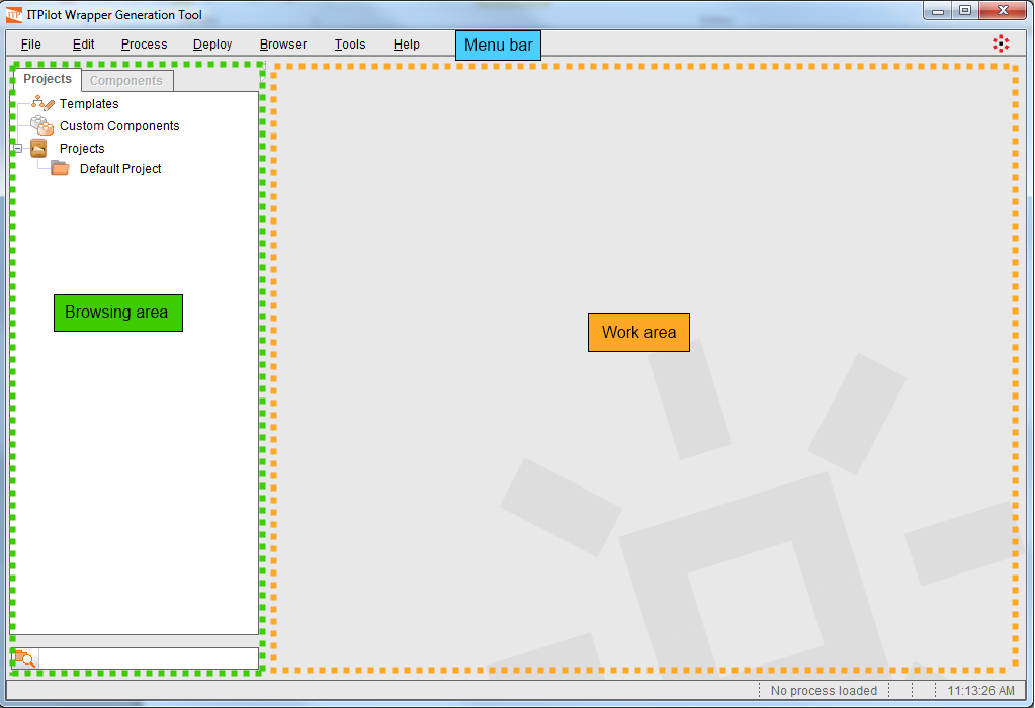 ITP ITPilot Wrapper Generation Tool
File Edit Process Deploy Browser Tools Help Menu bar
Projects Components
Templates
Custom Components
Projects
Default Project
Browsing area
Work area
No process loaded 11:13:26 AM